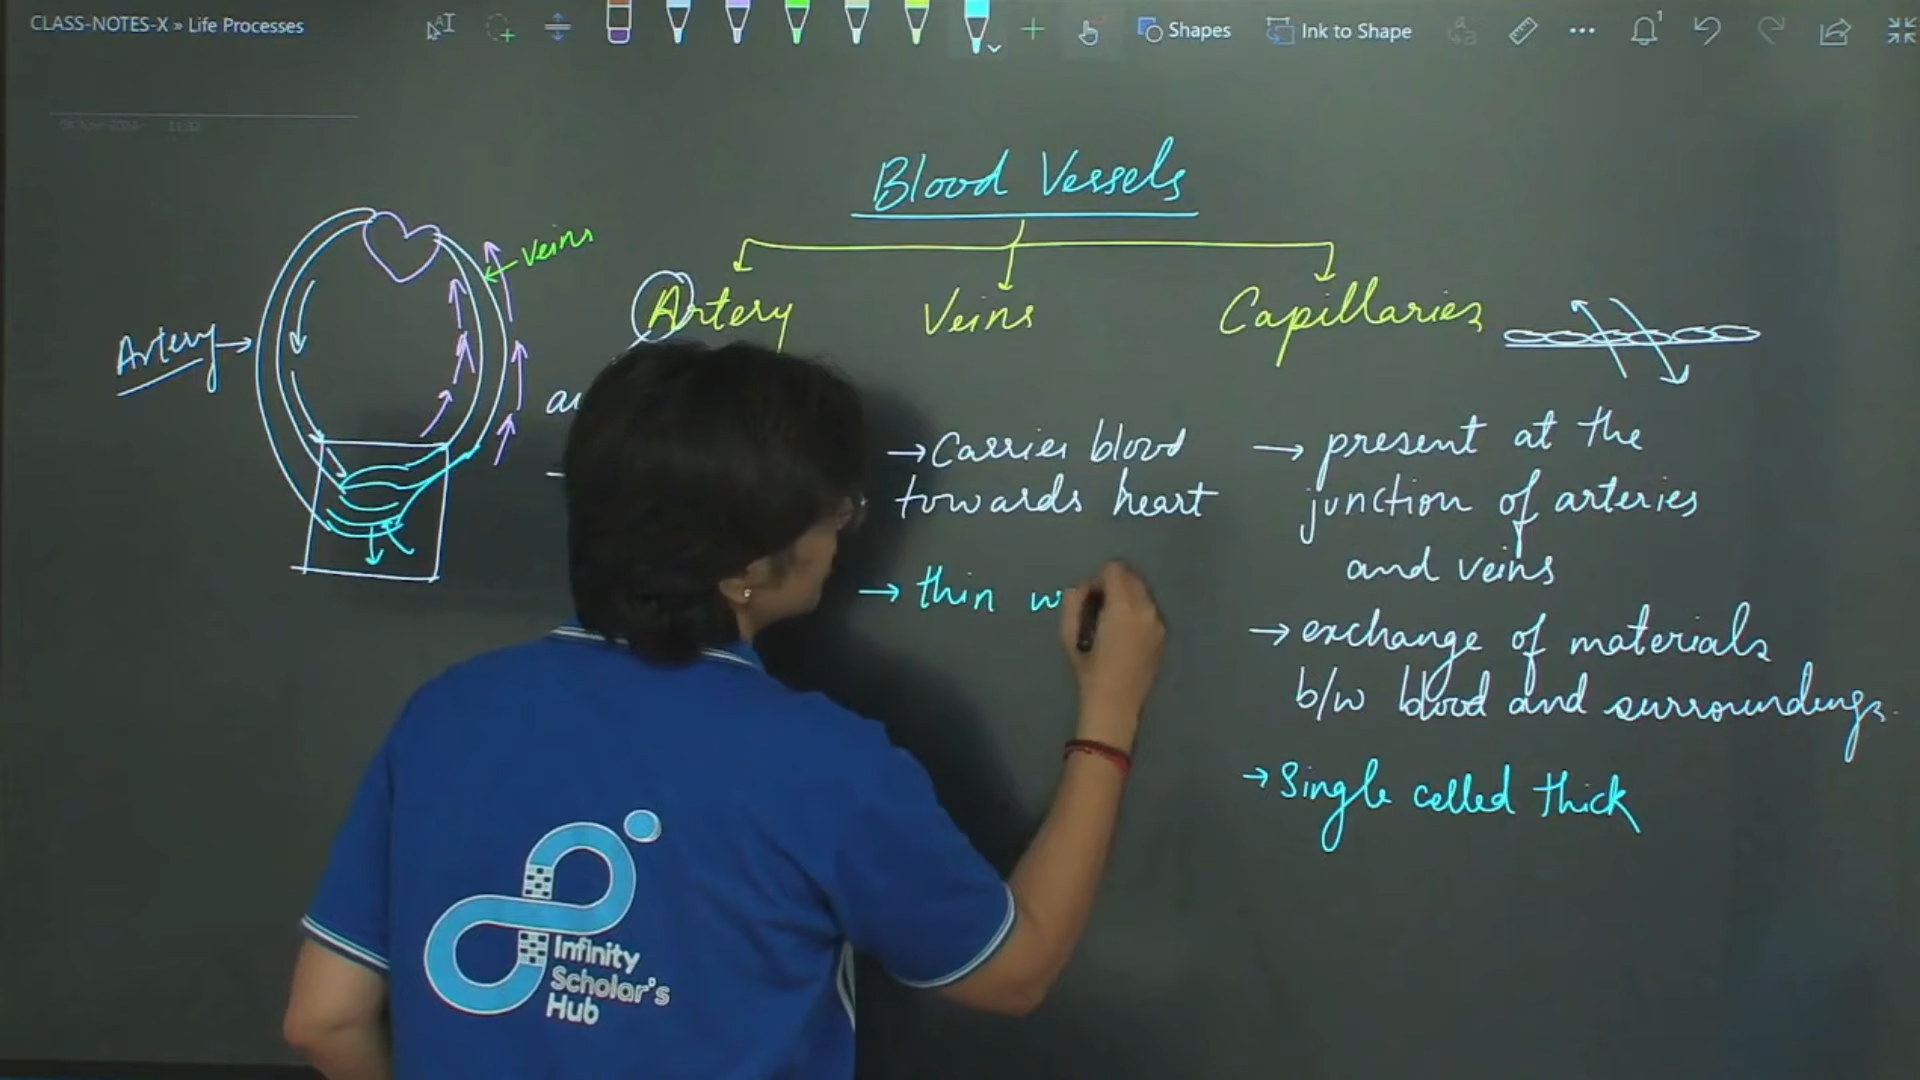 CLASS-NOTES-X » Life Processes
Shapes
Ink to Shape
11:32
Blood Vessels
Artery
Veins
Capillaries
Veins
Artery
→ Carries blood
towards heart
→ thin w
→ present at the
junction of arteries
and veins
→ exchange of materials
b/w blood and surroundings.
→ Single celled thick
Infinity
Scholar's
Hub